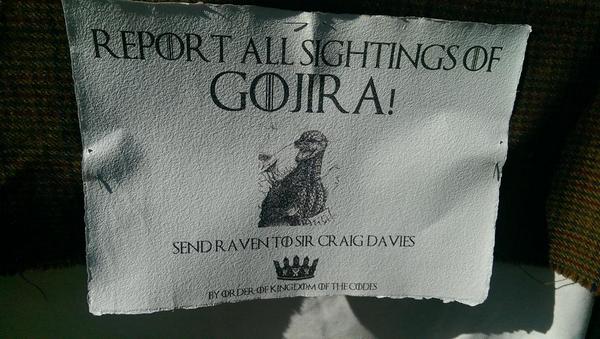 REPORT ALL SIGHTINGS OF
GOJIRA!
SEND RAVEN TO SIR CRAIG DAVIES
BY ORDER OF KINGDOM OF THE CODES